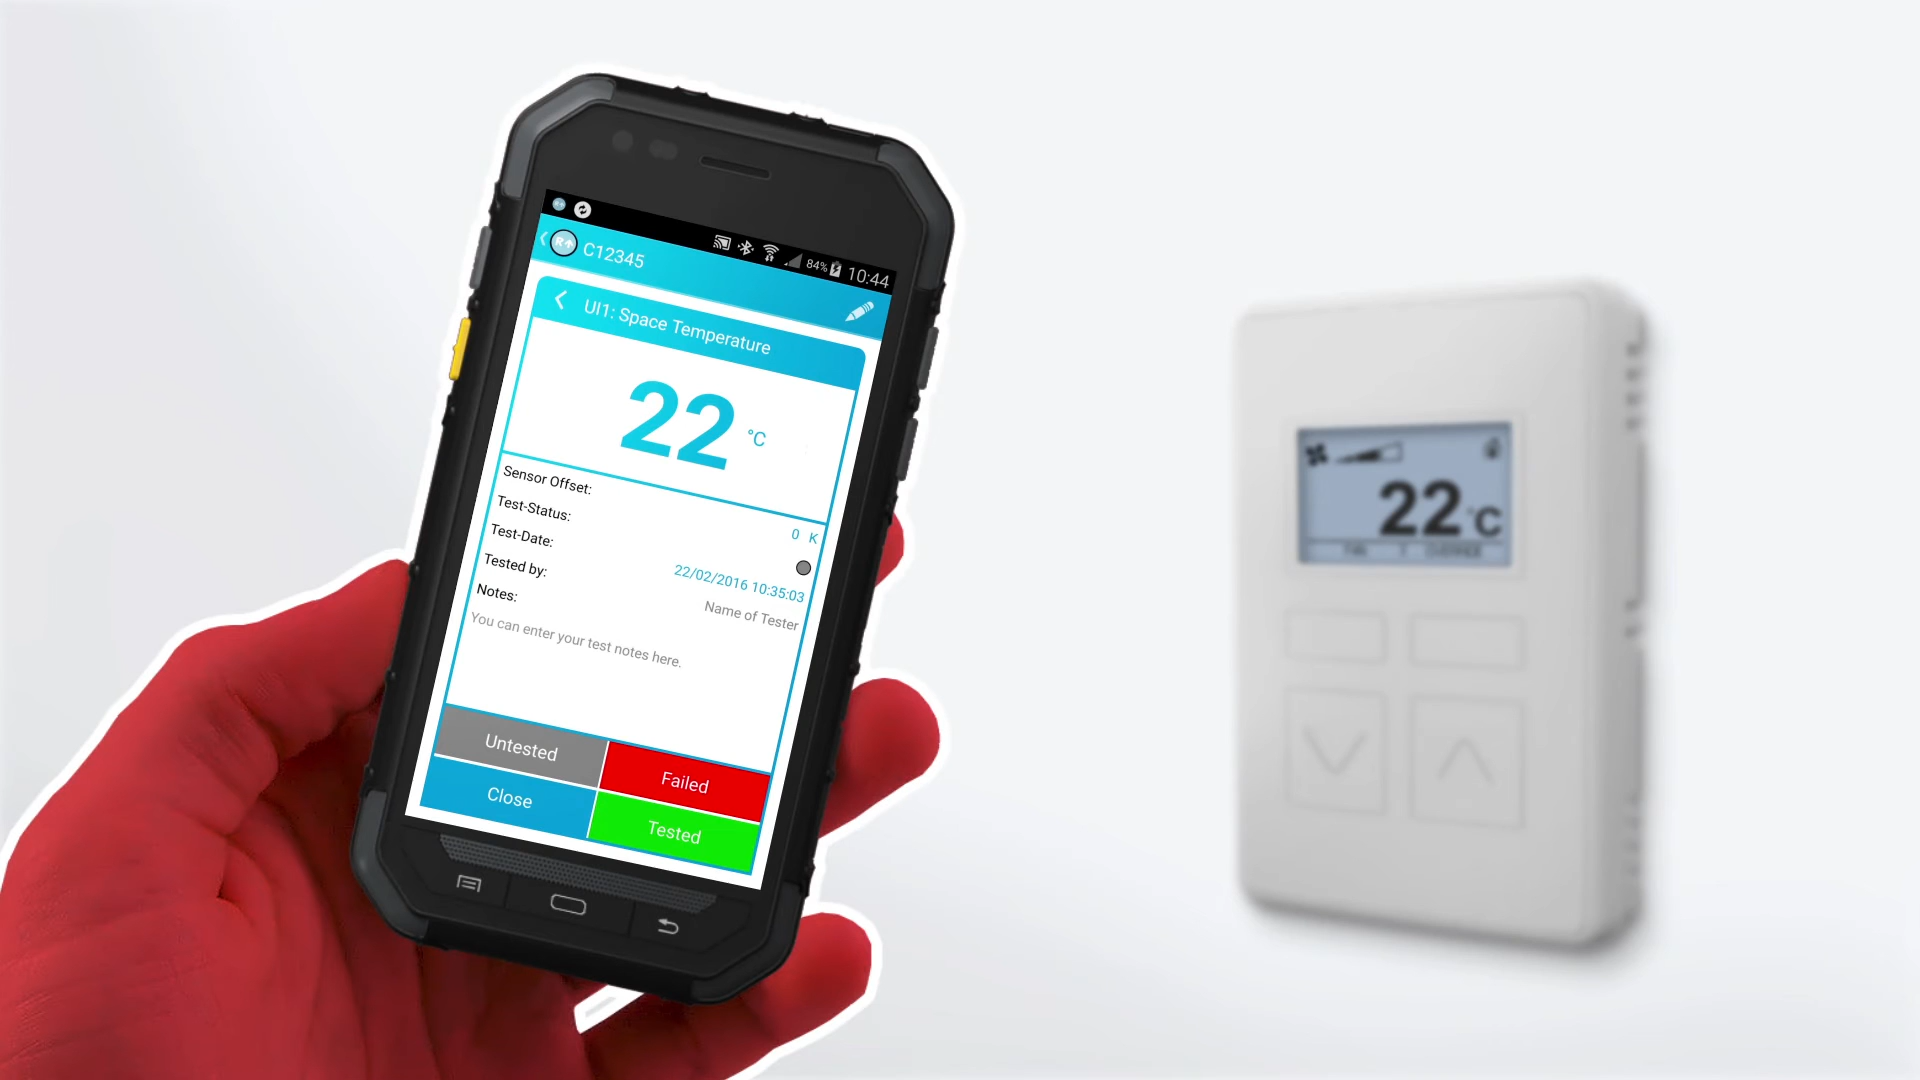 84% 10:44
R C12345
UI1: Space Temperature
22 °C
Sensor Offset: 0 K
Test-Status:
Test-Date: 22/02/2016 10:35:03
Tested by: Name of Tester
Notes:
You can enter your test notes here.
Untested Failed
Close Tested
22 °C
OVERRIDE